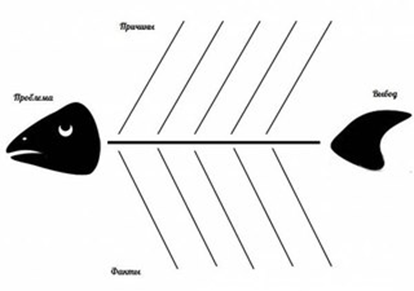 Причины
Проблема
Вывод
Факты